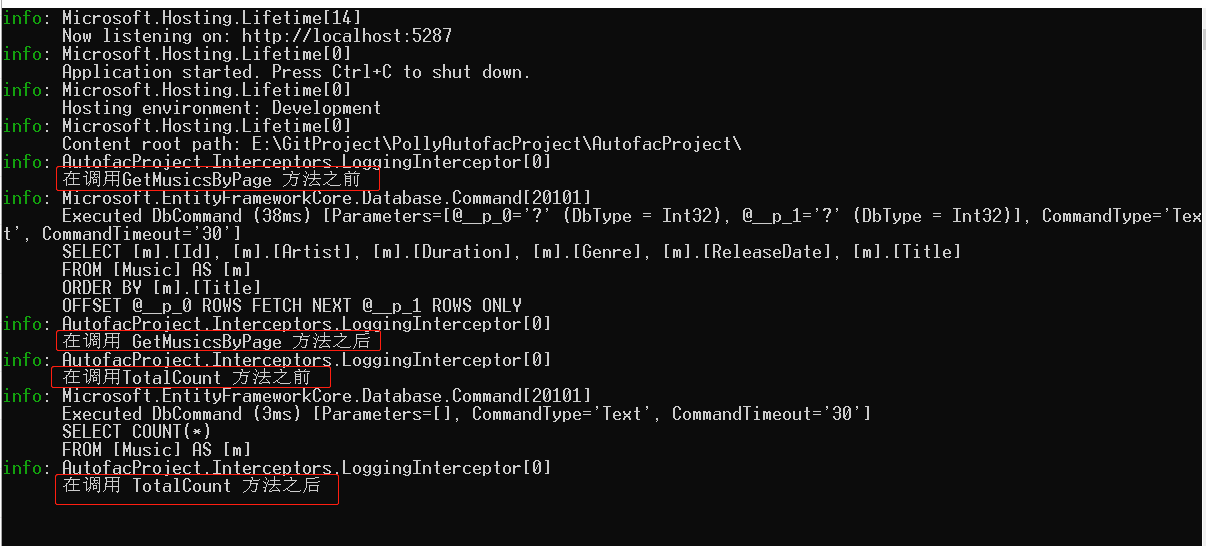 info: Microsoft.Hosting.Lifetime[14]
Now listening on: http://localhost:5287
info: Microsoft.Hosting.Lifetime[0]
Application started. Press Ctrl+C to shut down.
info: Microsoft.Hosting.Lifetime[0]
Hosting environment: Development
info: Microsoft.Hosting.Lifetime[0]
Content root path: E:\GitProject\PollyAutofacProject\AutofacProject\
info: AutofacProject.Interceptors.LoggingInterceptor[0]
在调用GetMusicsByPage 方法之前
info: Microsoft.EntityFrameworkCore.Database.Command[20101]
Executed DbCommand (38ms) [Parameters=[@__p_0='?' (DbType = Int32), @__p_1='?' (DbType = Int32)], CommandType='Tex
t', CommandTimeout='30']
SELECT [m].[Id], [m].[Artist], [m].[Duration], [m].[Genre], [m].[ReleaseDate], [m].[Title]
FROM [Music] AS [m]
ORDER BY [m].[Title]
OFFSET @__p_0 ROWS FETCH NEXT @__p_1 ROWS ONLY
info: AutofacProject.Interceptors.LoggingInterceptor[0]
在调用 GetMusicsByPage 方法之后
info: AutofacProject.Interceptors.LoggingInterceptor[0]
在调用TotalCount 方法之前
info: Microsoft.EntityFrameworkCore.Database.Command[20101]
Executed DbCommand (3ms) [Parameters=[], CommandType='Text', CommandTimeout='30']
SELECT COUNT(*)
FROM [Music] AS [m]
info: AutofacProject.Interceptors.LoggingInterceptor[0]
在调用 TotalCount 方法之后